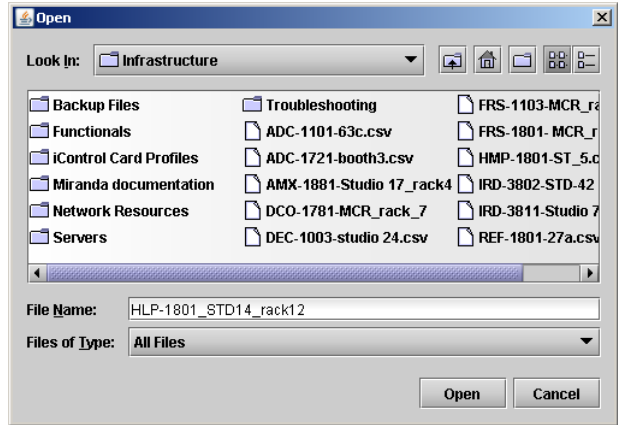 Open
Look In: Infrastructure
Backup Files Troubleshooting FRS-1103-MCR_ra
Functionals ADC-1101-63c.csv FRS-1801- MCR_r
iControl Card Profiles ADC-1721-booth3.csv HMP-1801-ST_5.c
Miranda documentation AMX-1881-Studio 17_rack4 IRD-3802-STD-42
Network Resources DCO-1781-MCR_rack_7 IRD-3811-Studio 7
Servers DEC-1003-studio 24.csv REF-1801-27a.csv
File Name: HLP-1801_STD14_rack12
Files of Type: All Files
Open Cancel